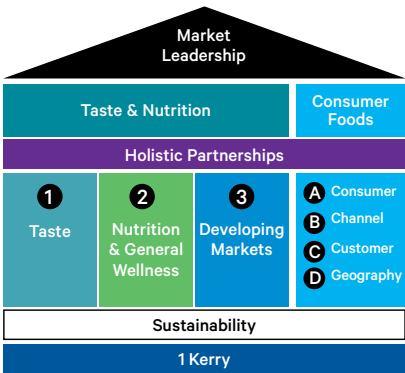 Market
Leadership
Taste & Nutrition
Consumer
Foods
Holistic Partnerships
1
Taste
2
Nutrition
& General
Wellness
3
Developing
Markets
A Consumer
B Channel
C Customer
D Geography
Sustainability
1 Kerry